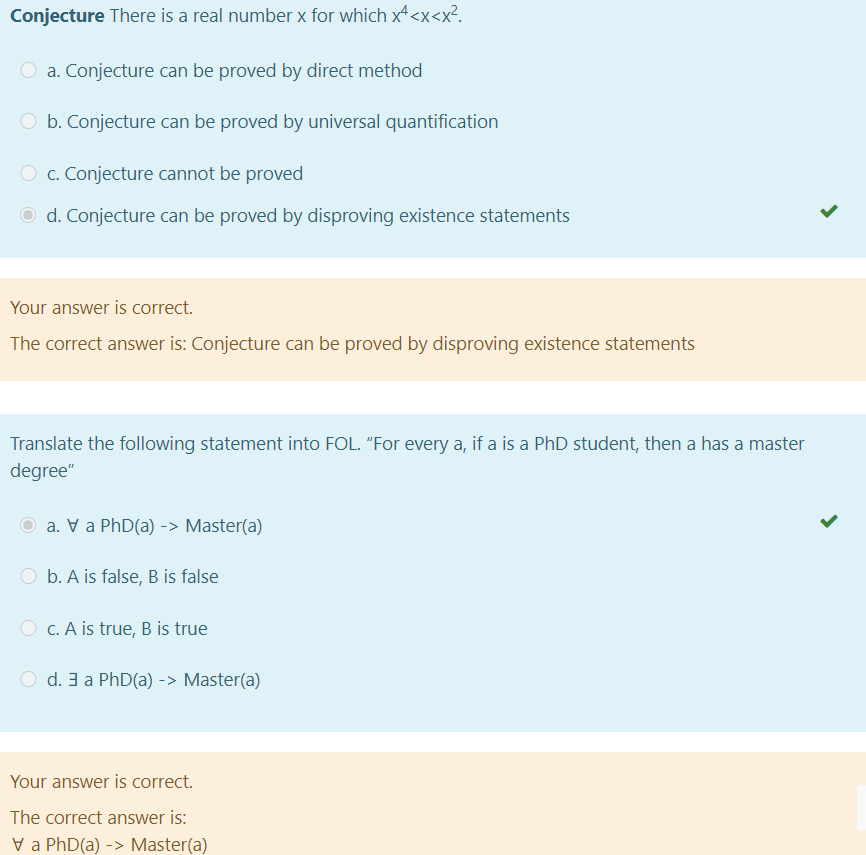 Conjecture There is a real number x for which x⁴<x<x².
a. Conjecture can be proved by direct method
b. Conjecture can be proved by universal quantification
c. Conjecture cannot be proved
d. Conjecture can be proved by disproving existence statements
Your answer is correct.
The correct answer is: Conjecture can be proved by disproving existence statements
Translate the following statement into FOL. “For every a, if a is a PhD student, then a has a master
degree”
a. ∀ a PhD(a) -> Master(a)
b. A is false, B is false
c. A is true, B is true
d. ∃ a PhD(a) -> Master(a)
Your answer is correct.
The correct answer is:
∀ a PhD(a) -> Master(a)